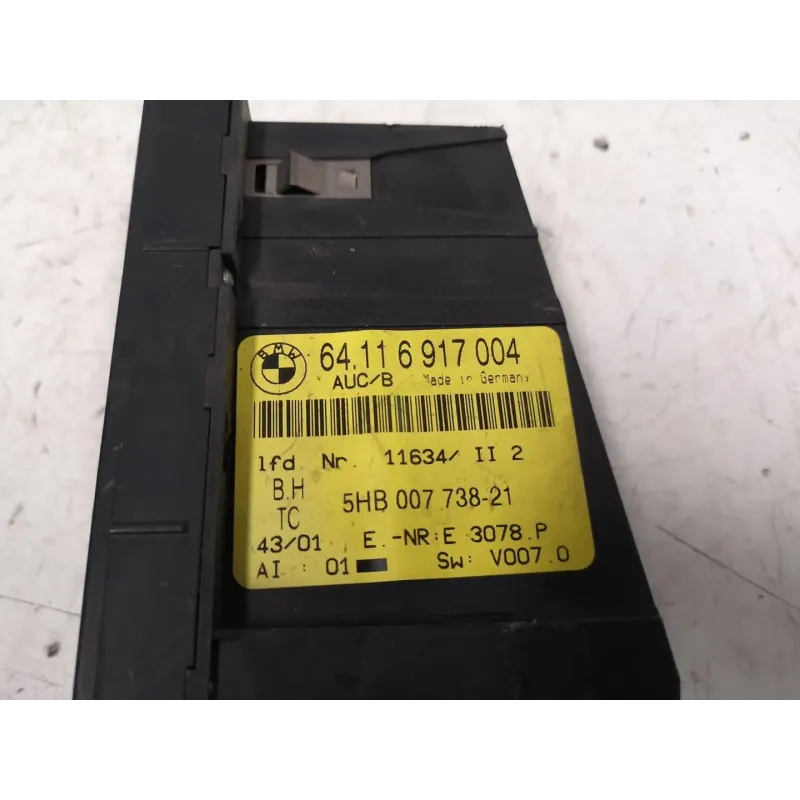 BMW
64.11 6 917 004
AUC/B Made in Germany
lfd. Nr. 11634/ II 2
B.H
TC 5HB 007 738-21
43/01 E.-NR:E 3078.P
AI : 01 Sw: V007.0